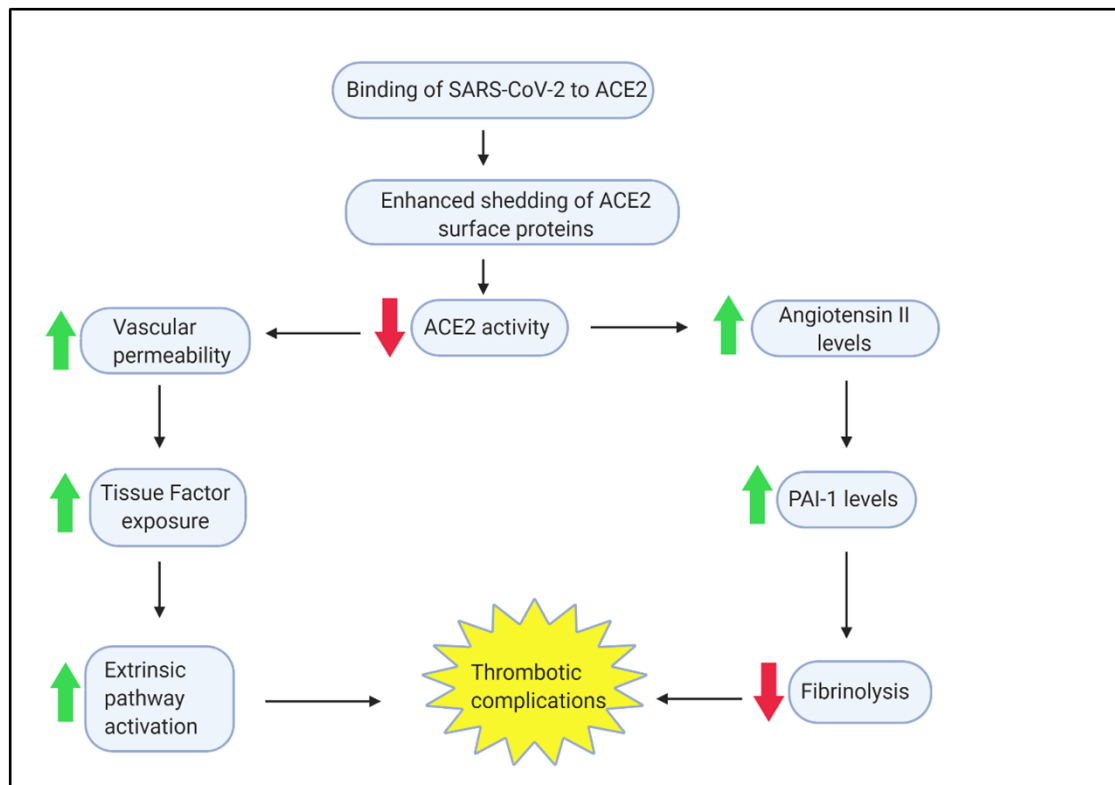 Binding of SARS-CoV-2 to ACE2
Enhanced shedding of ACE2
surface proteins
ACE2 activity
Vascular
permeability
Angiotensin II
levels
Tissue Factor
exposure
PAI-1 levels
Extrinsic
pathway
activation
Thrombotic
complications
Fibrinolysis